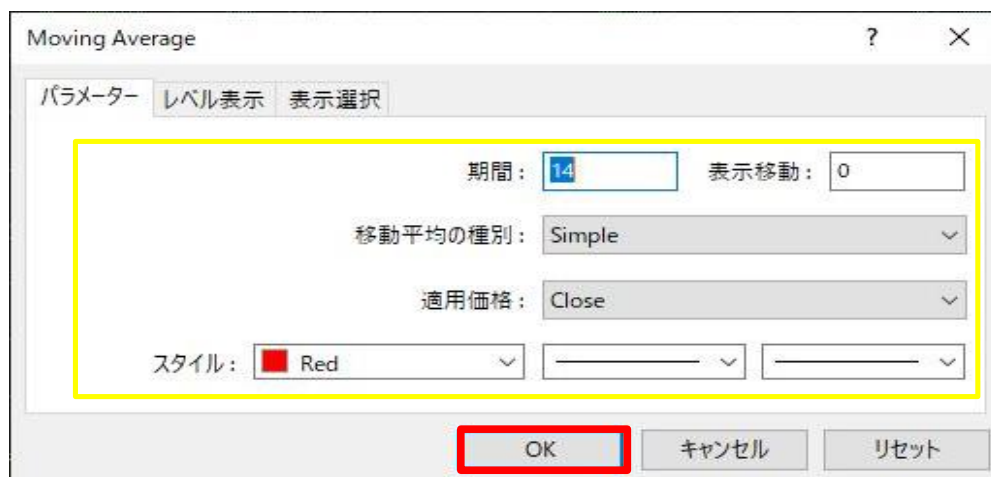 Moving Average ? ×
パラメーター レベル表示 表示選択
期間: 14 表示移動: 0
移動平均の種別: Simple
適用価格: Close
スタイル: Red
OK キャンセル リセット